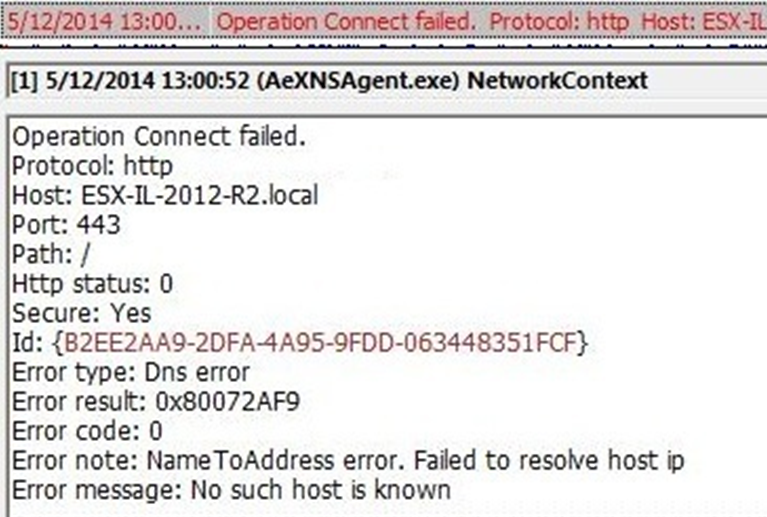 5/12/2014 13:00... Operation Connect failed. Protocol: http Host: ESX-IL
[1] 5/12/2014 13:00:52 (AeXNSAgent.exe) NetworkContext
Operation Connect failed.
Protocol: http
Host: ESX-IL-2012-R2.local
Port: 443
Path: /
Http status: 0
Secure: Yes
Id: {B2EE2AA9-2DFA-4A95-9FDD-063448351FCF}
Error type: Dns error
Error result: 0x80072AF9
Error code: 0
Error note: NameToAddress error. Failed to resolve host ip
Error message: No such host is known